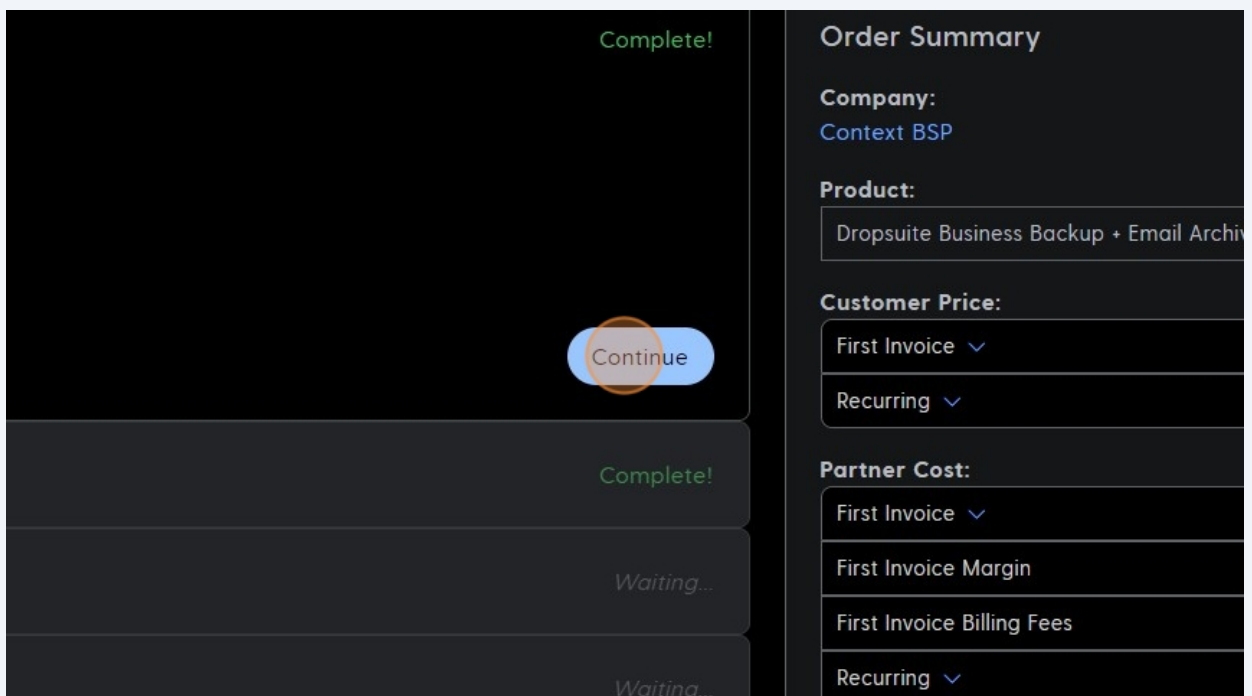 Complete!
Continue
Complete!
Waiting...
Waiting...
Order Summary
Company:
Context BSP
Product:
Dropsuite Business Backup + Email
Customer Price:
First Invoice
Recurring
Partner Cost:
First Invoice
First Invoice Margin
First Invoice Billing Fees
Recurring